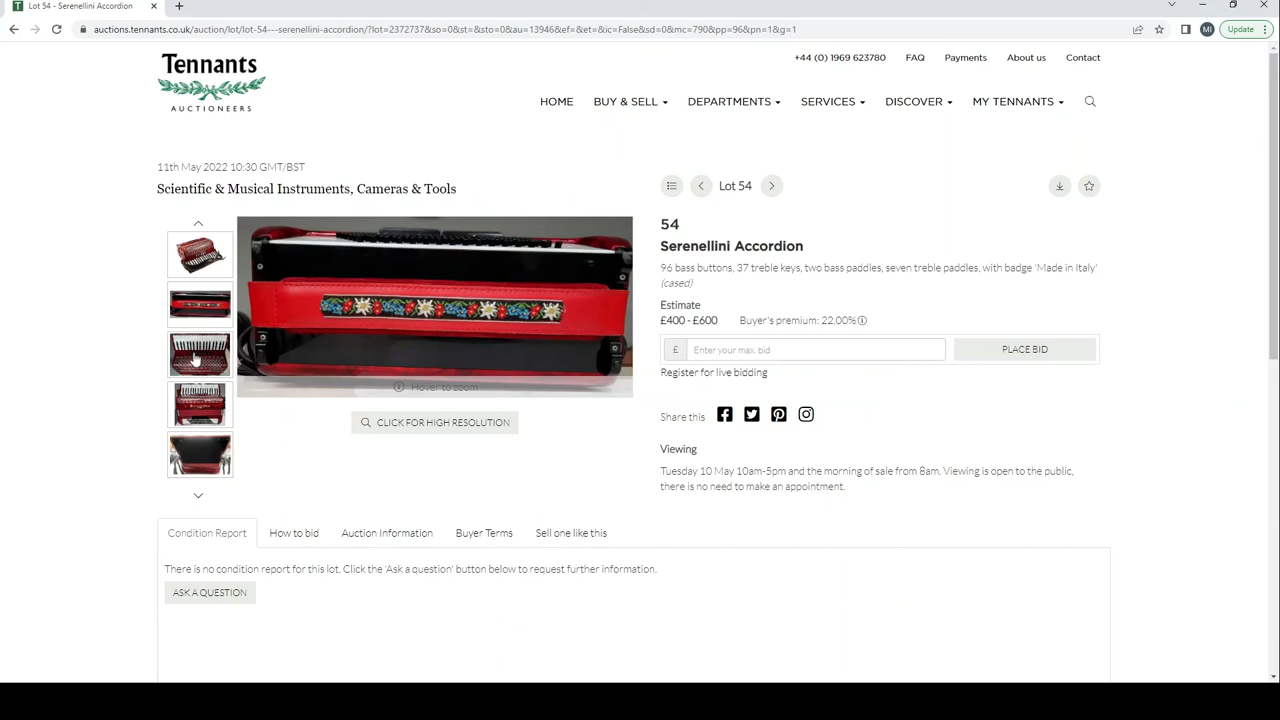 Lot 54 - Serenellini Accordion
auctions.tennants.co.uk/auction/lot/lot-54---serenellini-accordion/?lot=2372737&so=0&st=&sto=0&au=13946&ef=&et=&ic=False&sd=0&mc=790&pp=96&pn=1&g=1
MI
Update
Tennants
AUCTIONEERS
+44 (0) 1969 623780
FAQ
Payments
About us
Contact
HOME
BUY & SELL
DEPARTMENTS
SERVICES
DISCOVER
MY TENNANTS
11th May 2022 10:30 GMT/BST
Scientific & Musical Instruments, Cameras & Tools
Lot 54
54
Serenellini Accordion
96 bass buttons, 37 treble keys, two bass paddles, seven treble paddles, with badge 'Made in Italy'
(cased)
Estimate
£400 - £600
Buyer's premium: 22.00%
£
Enter your max. bid
PLACE BID
Register for live bidding
Hover to zoom
CLICK FOR HIGH RESOLUTION
Share this
Viewing
Tuesday 10 May 10am-5pm and the morning of sale from 8am. Viewing is open to the public,
there is no need to make an appointment.
Condition Report
How to bid
Auction Information
Buyer Terms
Sell one like this
There is no condition report for this lot. Click the 'Ask a question' button below to request further information.
ASK A QUESTION